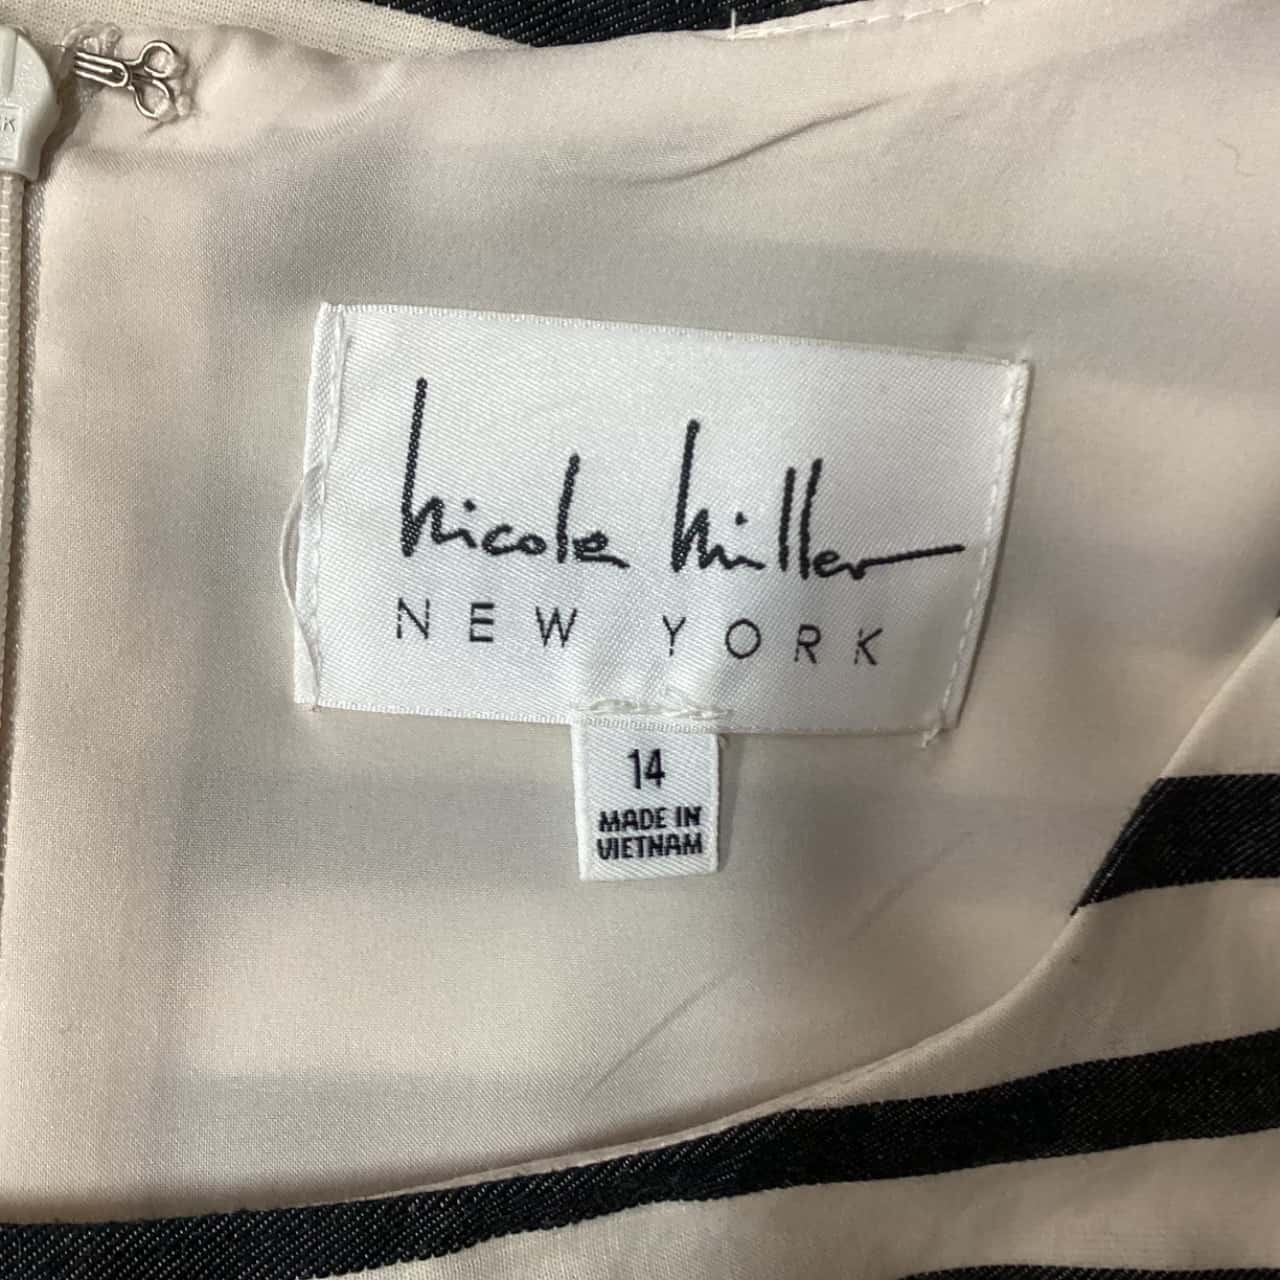 Nicole Miller
NEW YORK
14
MADE IN
VIETNAM